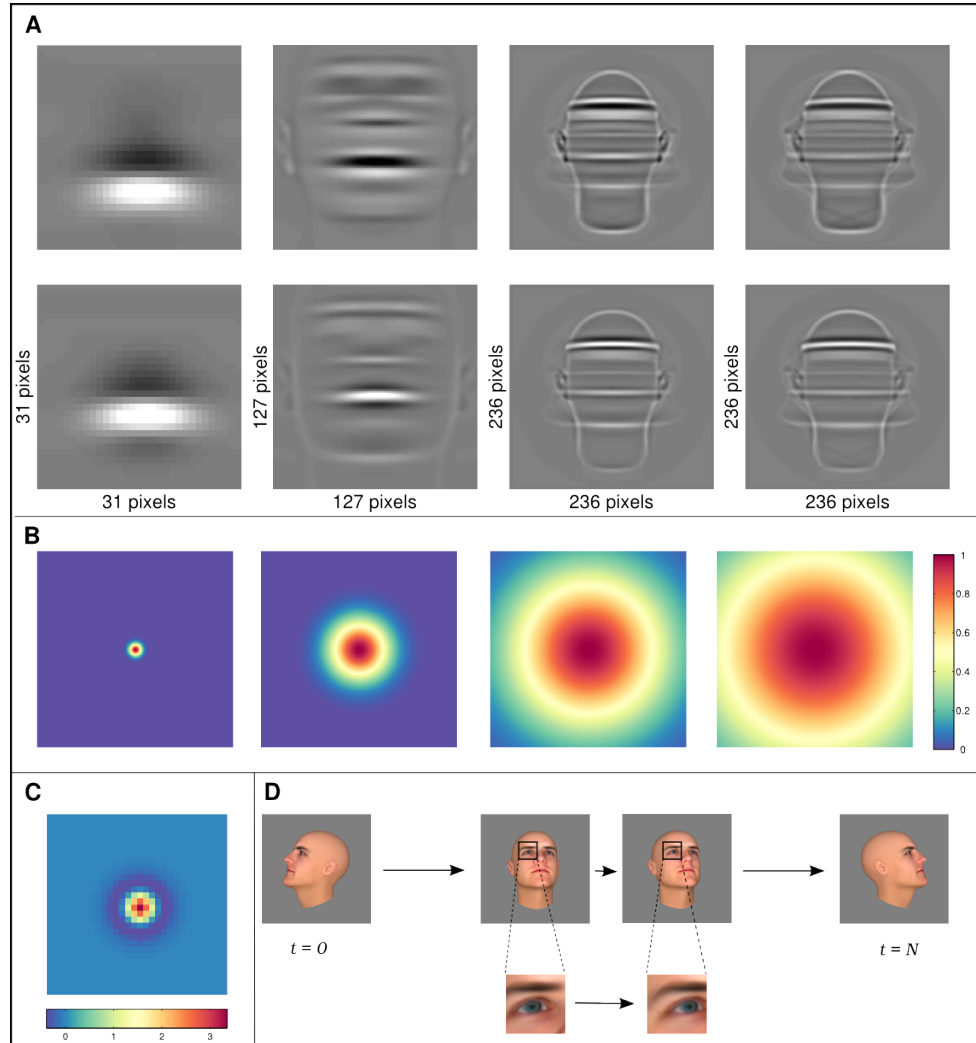 A
31 pixels
127 pixels
236 pixels
236 pixels
31 pixels
127 pixels
236 pixels
236 pixels
B
1
0.8
0.6
0.4
0.2
0
C
0
1
2
3
D
t = 0
t = N